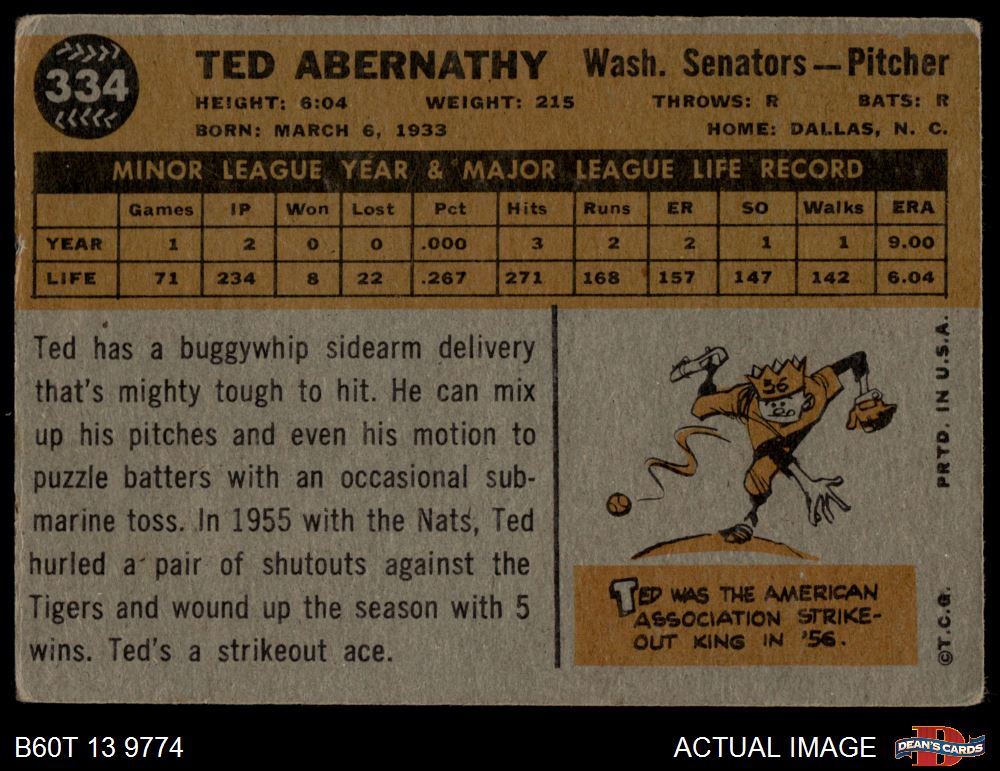 334
TED ABERNATHY Wash. Senators—Pitcher
HEIGHT: 6:04 WEIGHT: 215 THROWS: R BATS: R
BORN: MARCH 6, 1933 HOME: DALLAS, N. C.
MINOR LEAGUE YEAR & MAJOR LEAGUE LIFE RECORD
Games IP Won Lost Pct Hits Runs ER SO Walks ERA
YEAR 1 2 0 0 .000 3 2 2 1 1 9.00
LIFE 71 234 8 22 .267 271 168 157 147 142 6.04
Ted has a buggywhip sidearm delivery
that's mighty tough to hit. He can mix
up his pitches and even his motion to
puzzle batters with an occasional sub-
marine toss. In 1955 with the Nats, Ted
hurled a pair of shutouts against the
Tigers and wound up the season with 5
wins. Ted's a strikeout ace.
56
TED WAS THE AMERICAN
ASSOCIATION STRIKE-
OUT KING IN '56.
©T.C.G. PRTD. IN U.S.A.
B60T 13 9774
ACTUAL IMAGE
DEAN'S CARDS